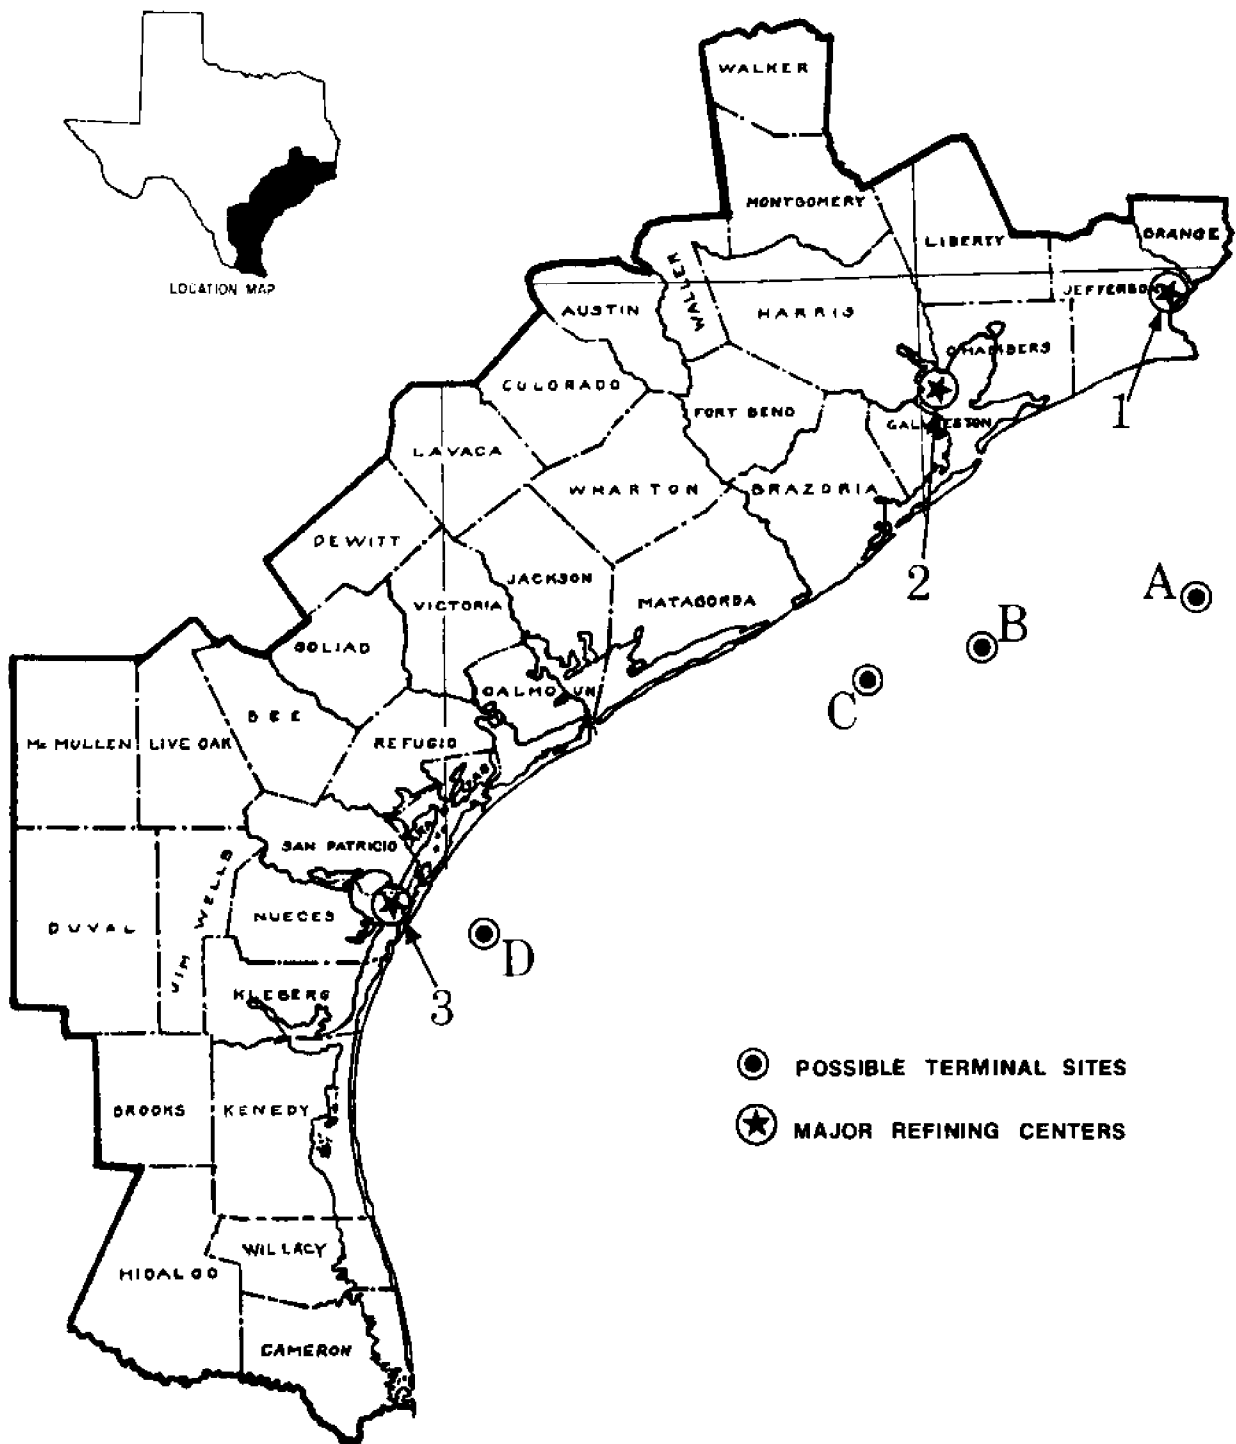 WALKER
MONTGOMERY
LIBERTY
ORANGE
LOCATION MAP
WALLER
JEFFERSON
AUSTIN
HARRIS
CHAMBERS
COLORADO
FORT BEND
1
GALVESTON
LAVACA
WHARTON
BRAZORIA
DEWITT
JACKSON
2
A
VICTORIA
MATAGORDA
B
GOLIAD
CALHOUN
C
BEE
Mc MULLEN
LIVE OAK
REFUGIO
SAN PATRICIO
JIM WELLS
NUECES
DUVAL
D
KLEBERG
3
POSSIBLE TERMINAL SITES
BROOKS
KENEDY
MAJOR REFINING CENTERS
WILLACY
HIDALGO
CAMERON